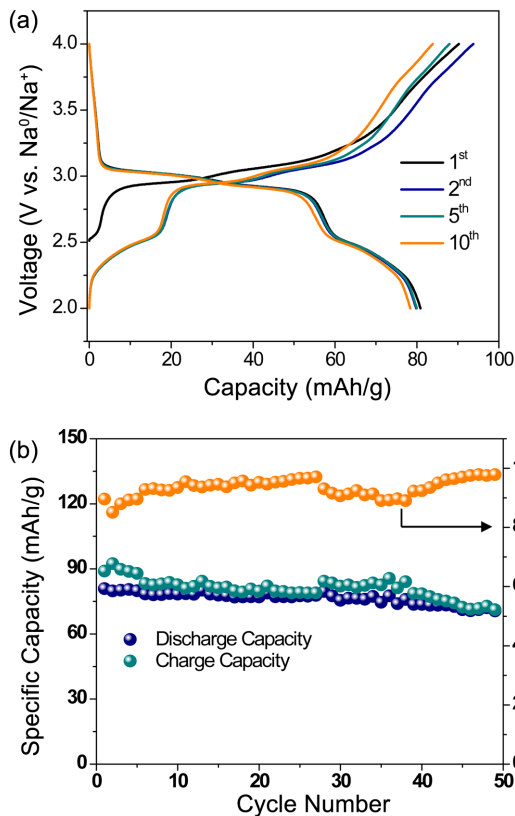 (a)
Voltage (V vs. Na⁰/Na⁺)
4.0
3.5
3.0
2.5
2.0
1st
2nd
5th
10th
0 20 40 60 80 100
Capacity (mAh/g)
(b)
Specific Capacity (mAh/g)
150
120
90
60
30
0
Discharge Capacity
Charge Capacity
0 10 20 30 40 50
Cycle Number